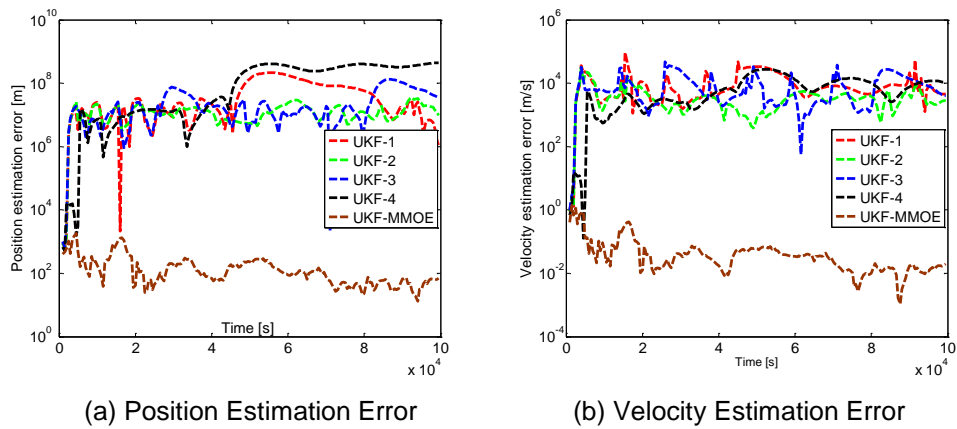 10^10
10^8
10^6
10^4
10^2
10^0
Position estimation error [m]
UKF-1
UKF-2
UKF-3
UKF-4
UKF-MMOE
Time [s]
0
2
4
6
8
10
x 10^4
(a) Position Estimation Error
10^6
10^4
10^2
10^0
10^-2
10^-4
Velocity estimation error [m/s]
UKF-1
UKF-2
UKF-3
UKF-4
UKF-MMOE
0
2
4
6
8
10
Time [s]
x 10^4
(b) Velocity Estimation Error